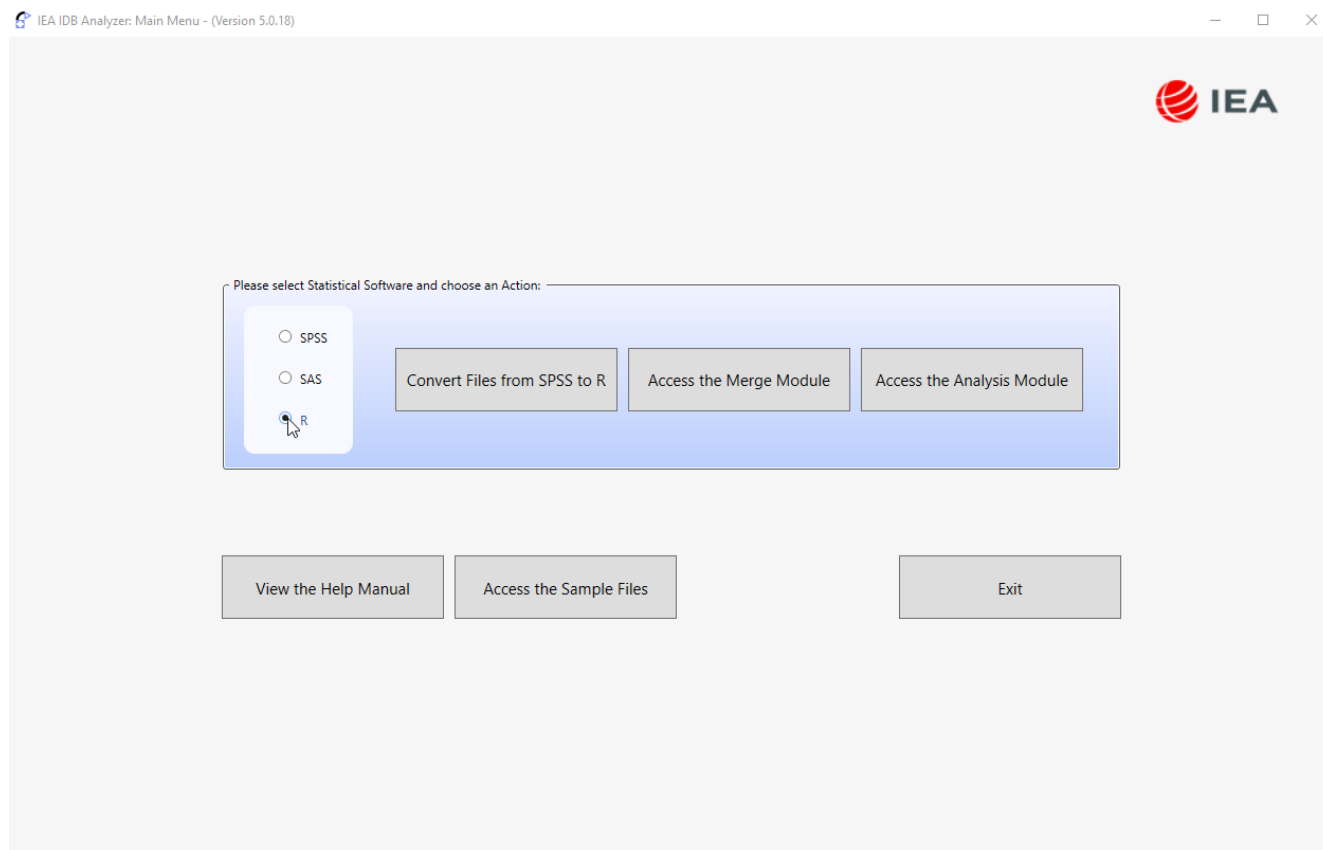 IEA IDB Analyzer: Main Menu - (Version 5.0.18)
IEA
Please select Statistical Software and choose an Action:
SPSS
SAS
R
Convert Files from SPSS to R
Access the Merge Module
Access the Analysis Module
View the Help Manual
Access the Sample Files
Exit